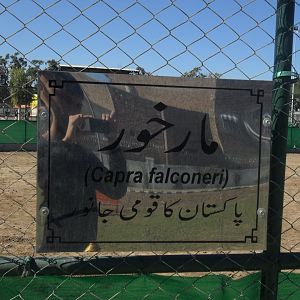 مارخور
(Capra falconeri)
پاکستان کا قومی جانور